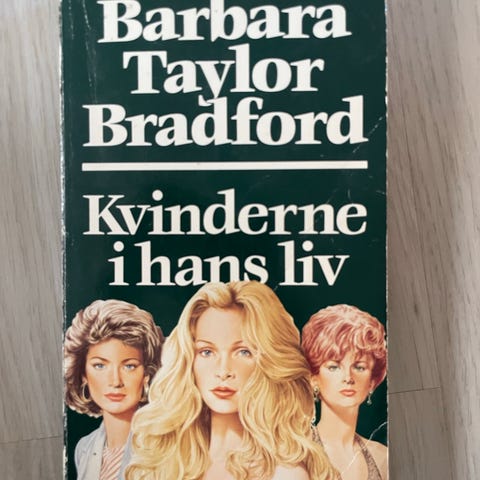 Barbara
Taylor
Bradford
Kvinderne
i hans liv